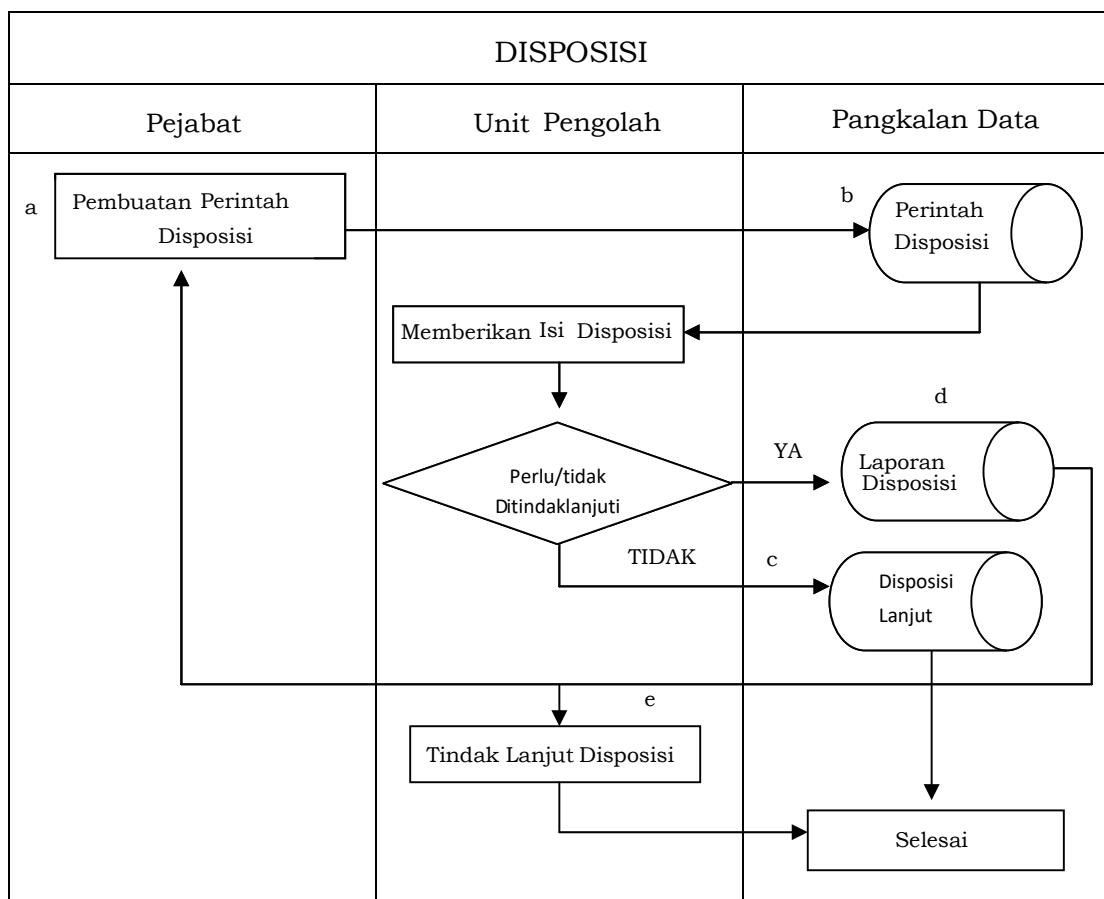 DISPOSISI
Pejabat
Unit Pengolah
Pangkalan Data
a
Pembuatan Perintah
Disposisi
b
Perintah
Disposisi
Memberikan Isi Disposisi
d
Perlu/tidak
Ditindaklanjuti
YA
Laporan
Disposisi
TIDAK
c
Disposisi
Lanjut
e
Tindak Lanjut Disposisi
Selesai